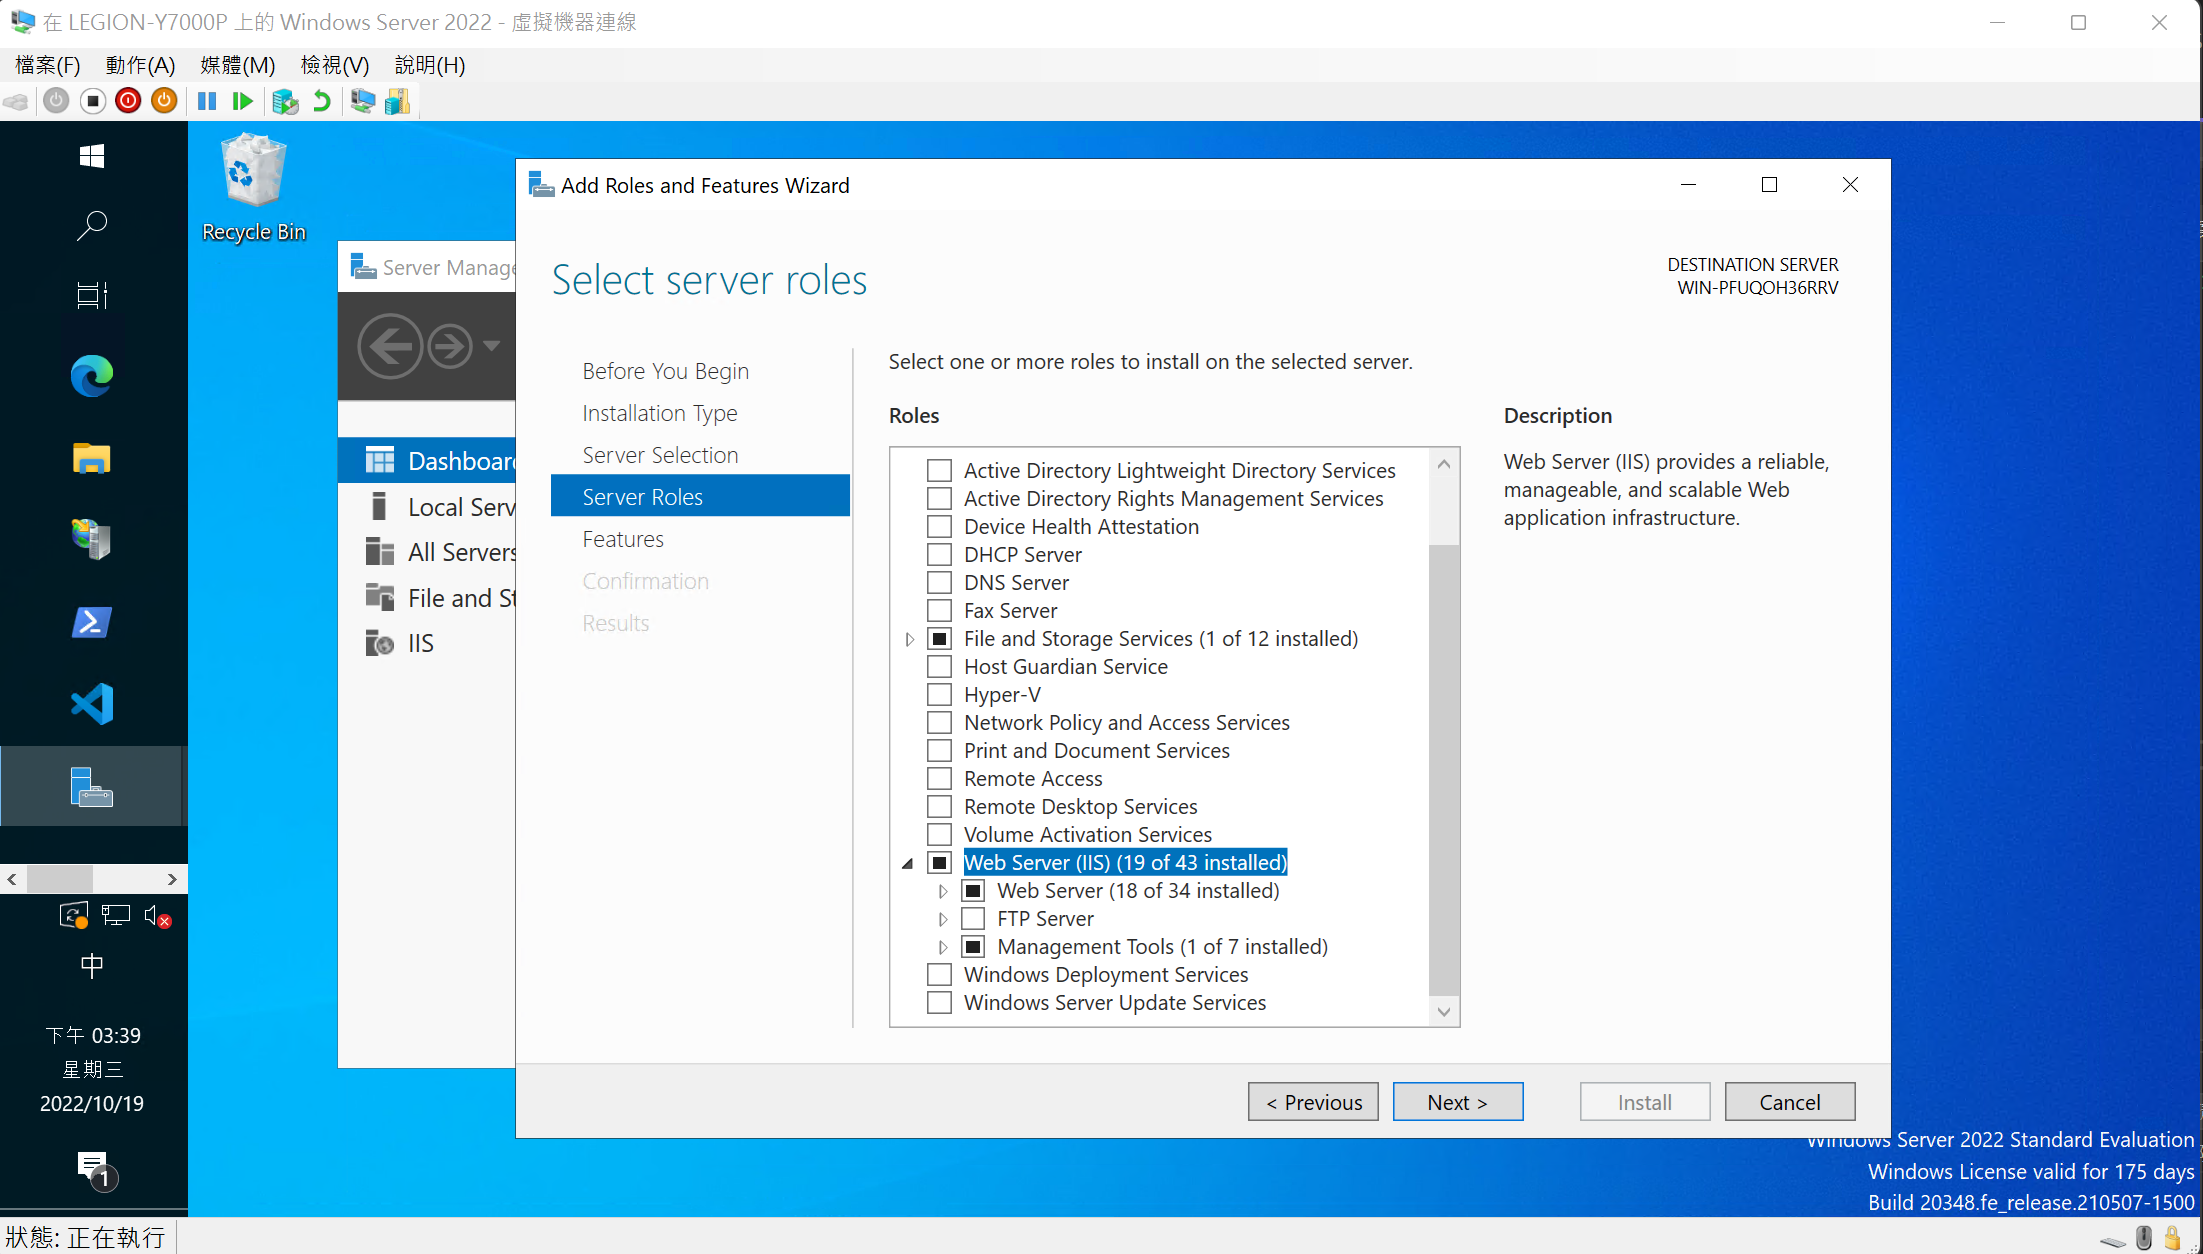 在 LEGION-Y7000P 上的 Windows Server 2022 - 虛擬機器連線
檔案(F) 動作(A) 媒體(M) 檢視(V) 說明(H)
Recycle Bin
Server Manage
Dashboard
Local Serv
All Servers
File and St
IIS
Add Roles and Features Wizard
Select server roles
DESTINATION SERVER
WIN-PFUQOH36RRV
Before You Begin
Installation Type
Server Selection
Server Roles
Features
Confirmation
Results
Select one or more roles to install on the selected server.
Roles
Active Directory Lightweight Directory Services
Active Directory Rights Management Services
Device Health Attestation
DHCP Server
DNS Server
Fax Server
File and Storage Services (1 of 12 installed)
Host Guardian Service
Hyper-V
Network Policy and Access Services
Print and Document Services
Remote Access
Remote Desktop Services
Volume Activation Services
Web Server (IIS) (19 of 43 installed)
Web Server (18 of 34 installed)
FTP Server
Management Tools (1 of 7 installed)
Windows Deployment Services
Windows Server Update Services
Description
Web Server (IIS) provides a reliable,
manageable, and scalable Web
application infrastructure.
< Previous
Next >
Install
Cancel
中
下午 03:39
星期三
2022/10/19
1
Windows Server 2022 Standard Evaluation
Windows License valid for 175 days
Build 20348.fe_release.210507-1500
狀態: 正在執行